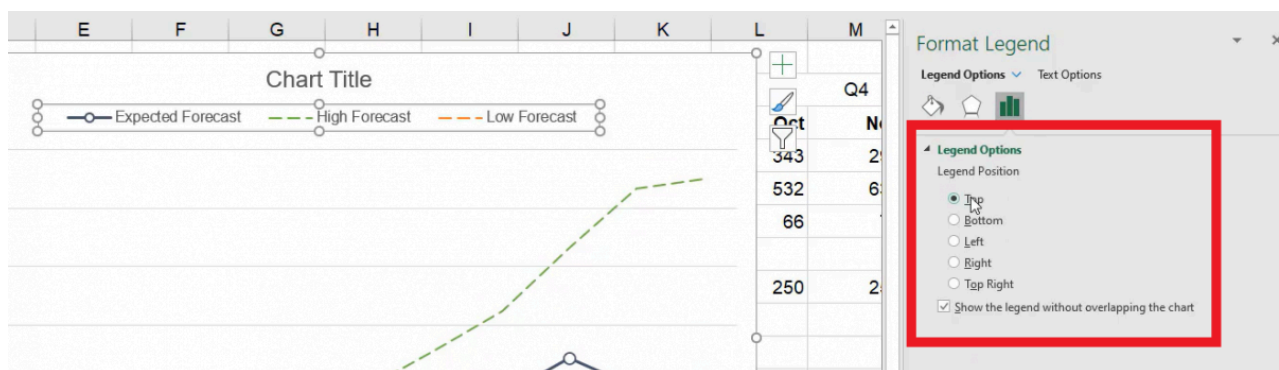 E F G H I J K L M
Chart Title
Expected Forecast High Forecast Low Forecast
Q4
Oct
343
532
66
250
Format Legend
Legend Options Text Options
Legend Options
Legend Position
Top
Bottom
Left
Right
Top Right
Show the legend without overlapping the chart